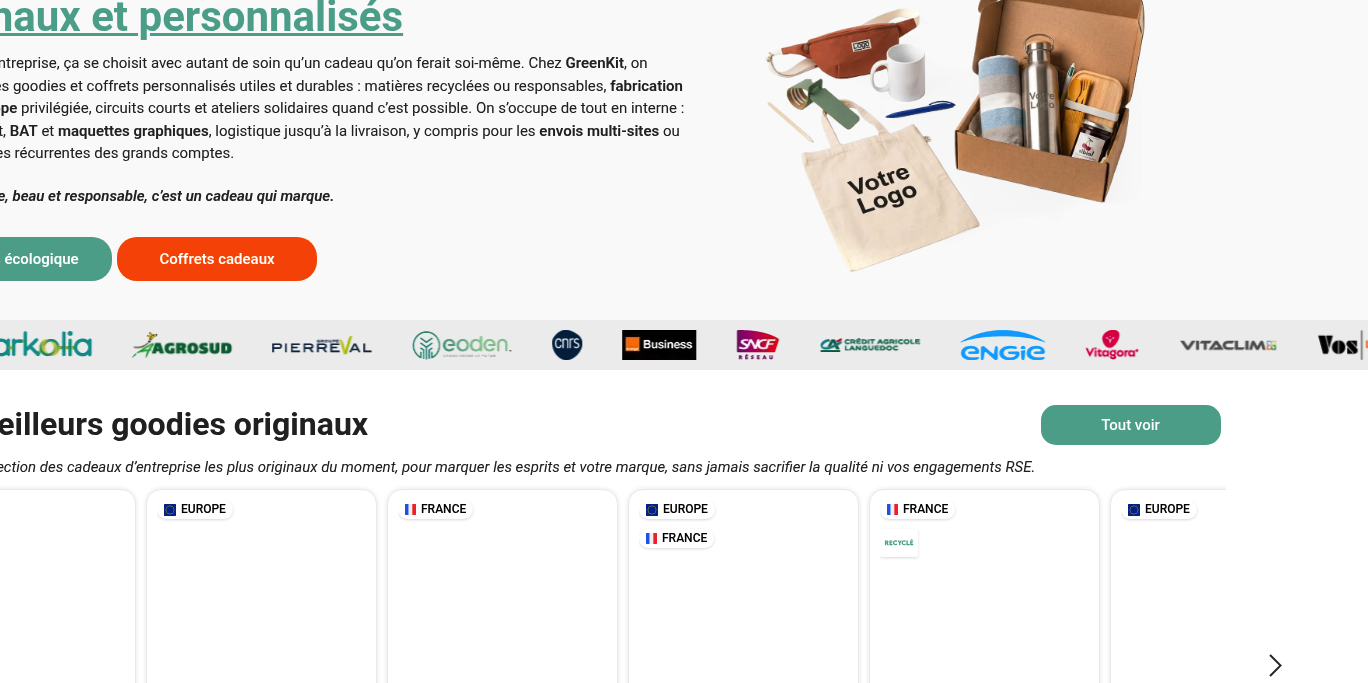 naux et personnalisés
ntreprise, ça se choisit avec autant de soin qu’un cadeau qu’on ferait soi-même. Chez GreenKit, on
es goodies et coffrets personnalisés utiles et durables : matières recyclées ou responsables, fabrication
pe privilégiée, circuits courts et ateliers solidaires quand c’est possible. On s’occupe de tout en interne :
t, BAT et maquettes graphiques, logistique jusqu’à la livraison, y compris pour les envois multi-sites ou
es récurrentes des grands comptes.
e, beau et responsable, c’est un cadeau qui marque.
écologique
Coffrets cadeaux
Logo
Votre
Logo
Votre
Logo
arkolia
AGROSUD
PIERREVAL
eoden.
cnrs
Business
SNCF
RÉSEAU
CRÉDIT AGRICOLE
LANGUEDOC
ENGIE
Vitagora
VITACLIM
Vos
eilleurs goodies originaux
Tout voir
ection des cadeaux d’entreprise les plus originaux du moment, pour marquer les esprits et votre marque, sans jamais sacrifier la qualité ni vos engagements RSE.
EUROPE
FRANCE
EUROPE
FRANCE
FRANCE
RECYCLÉ
EUROPE